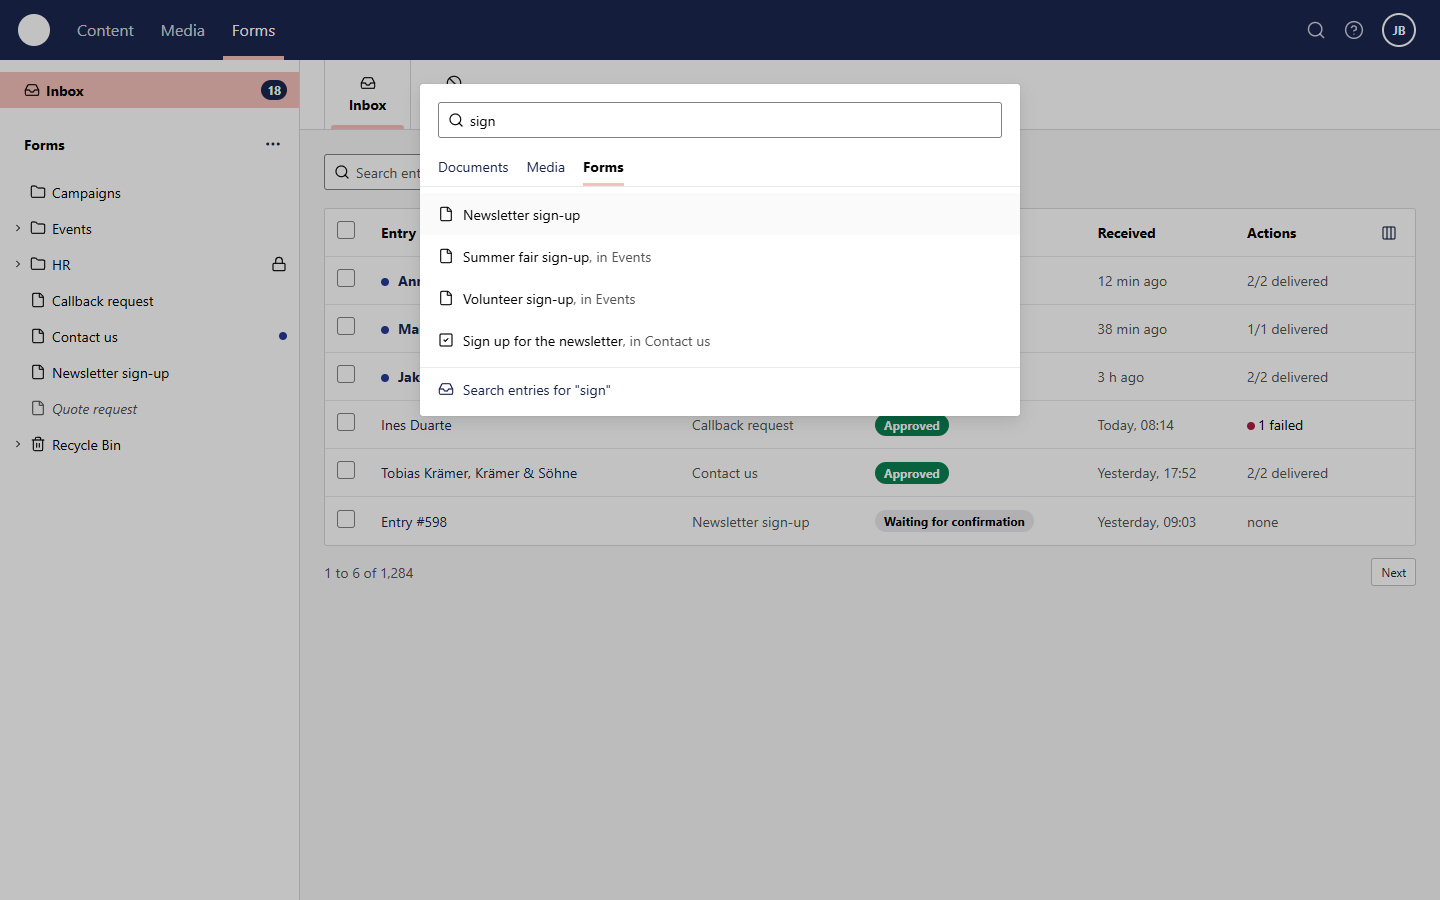 Content Media Forms JB
Inbox 18
Forms
Campaigns
Events
HR
Callback request
Contact us
Newsletter sign-up
Quote request
Recycle Bin
Inbox
sign
Documents Media Forms
Newsletter sign-up
Summer fair sign-up, in Events
Volunteer sign-up, in Events
Sign up for the newsletter, in Contact us
Search entries for "sign"
Search
Entry Received Actions
12 min ago 2/2 delivered
38 min ago 1/1 delivered
3 h ago 2/2 delivered
Ines Duarte Callback request Approved Today, 08:14 1 failed
Tobias Krämer, Krämer & Söhne Contact us Approved Yesterday, 17:52 2/2 delivered
Entry #598 Newsletter sign-up Waiting for confirmation Yesterday, 09:03 none
1 to 6 of 1,284 Next